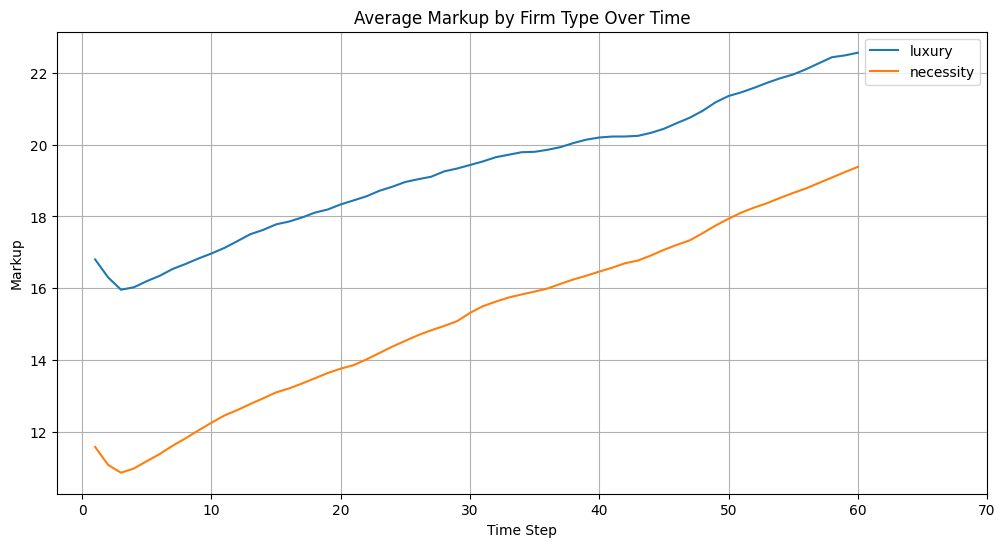 Average Markup by Firm Type Over Time
luxury
necessity
Markup
22
20
18
16
14
12
0 10 20 30 40 50 60 70
Time Step